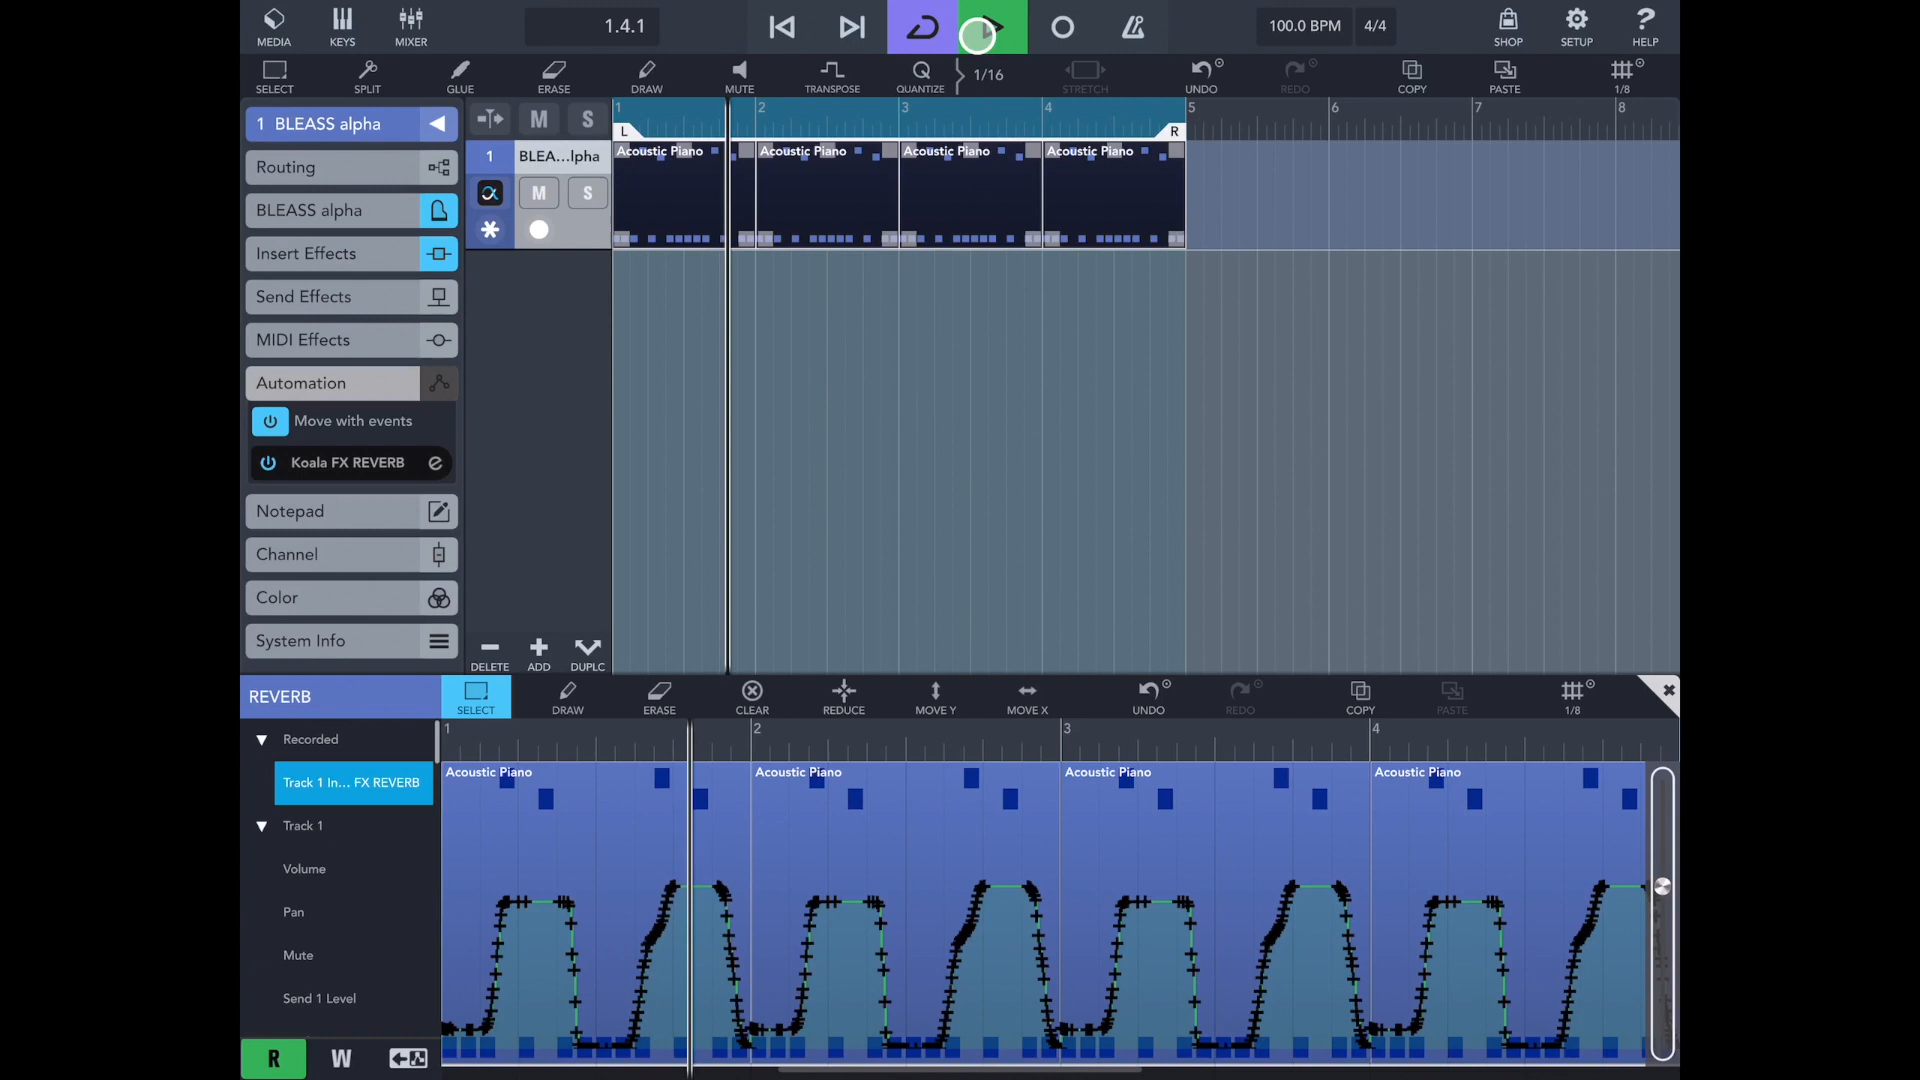 MEDIA KEYS MIXER 1.4.1 100.0 BPM 4/4 SHOP SETUP HELP
SELECT SPLIT GLUE ERASE DRAW MUTE TRANSPOSE Q QUANTIZE 1/16 STRETCH UNDO REDO COPY PASTE 1/8
1 BLEASS alpha M S 1 2 3 4 5 6 7 8
L R
Routing 1 BLEA...lpha Acoustic Piano Acoustic Piano Acoustic Piano Acoustic Piano
BLEASS alpha M S
Insert Effects
Send Effects
MIDI Effects
Automation
Move with events
Koala FX REVERB
Notepad
Channel
Color
System Info
DELETE ADD DUPLC
REVERB SELECT DRAW ERASE CLEAR REDUCE MOVE Y MOVE X UNDO REDO COPY PASTE 1/8
Recorded 1 2 3 4
Track 1 In... FX REVERB Acoustic Piano Acoustic Piano Acoustic Piano Acoustic Piano
Track 1
Volume
Pan
Mute
Send 1 Level
R W